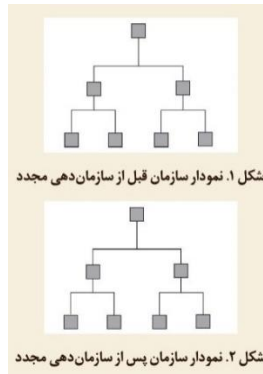 شکل ۱. نمودار سازمان قبل از سازمان‌دهی مجدد
شکل ۲. نمودار سازمان پس از سازمان‌دهی مجدد